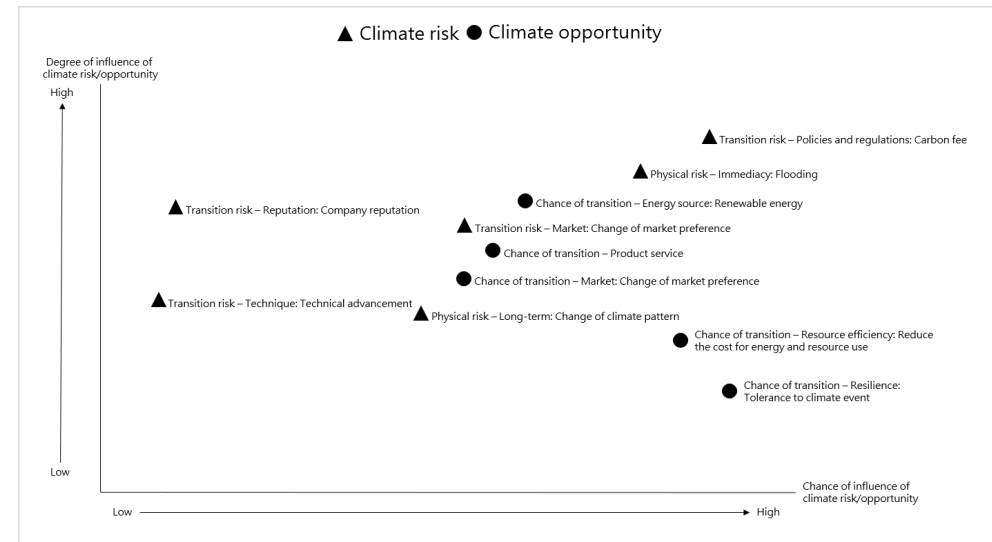 Climate risk Climate opportunity
Degree of influence of
climate risk/opportunity
High
Transition risk – Policies and regulations: Carbon fee
Physical risk – Immediacy: Flooding
Chance of transition – Energy source: Renewable energy
Transition risk – Reputation: Company reputation
Transition risk – Market: Change of market preference
Chance of transition – Product service
Chance of transition – Market: Change of market preference
Transition risk – Technique: Technical advancement
Physical risk – Long-term: Change of climate pattern
Chance of transition – Resource efficiency: Reduce
the cost for energy and resource use
Chance of transition – Resilience:
Tolerance to climate event
Low
Chance of influence of
climate risk/opportunity
Low
High